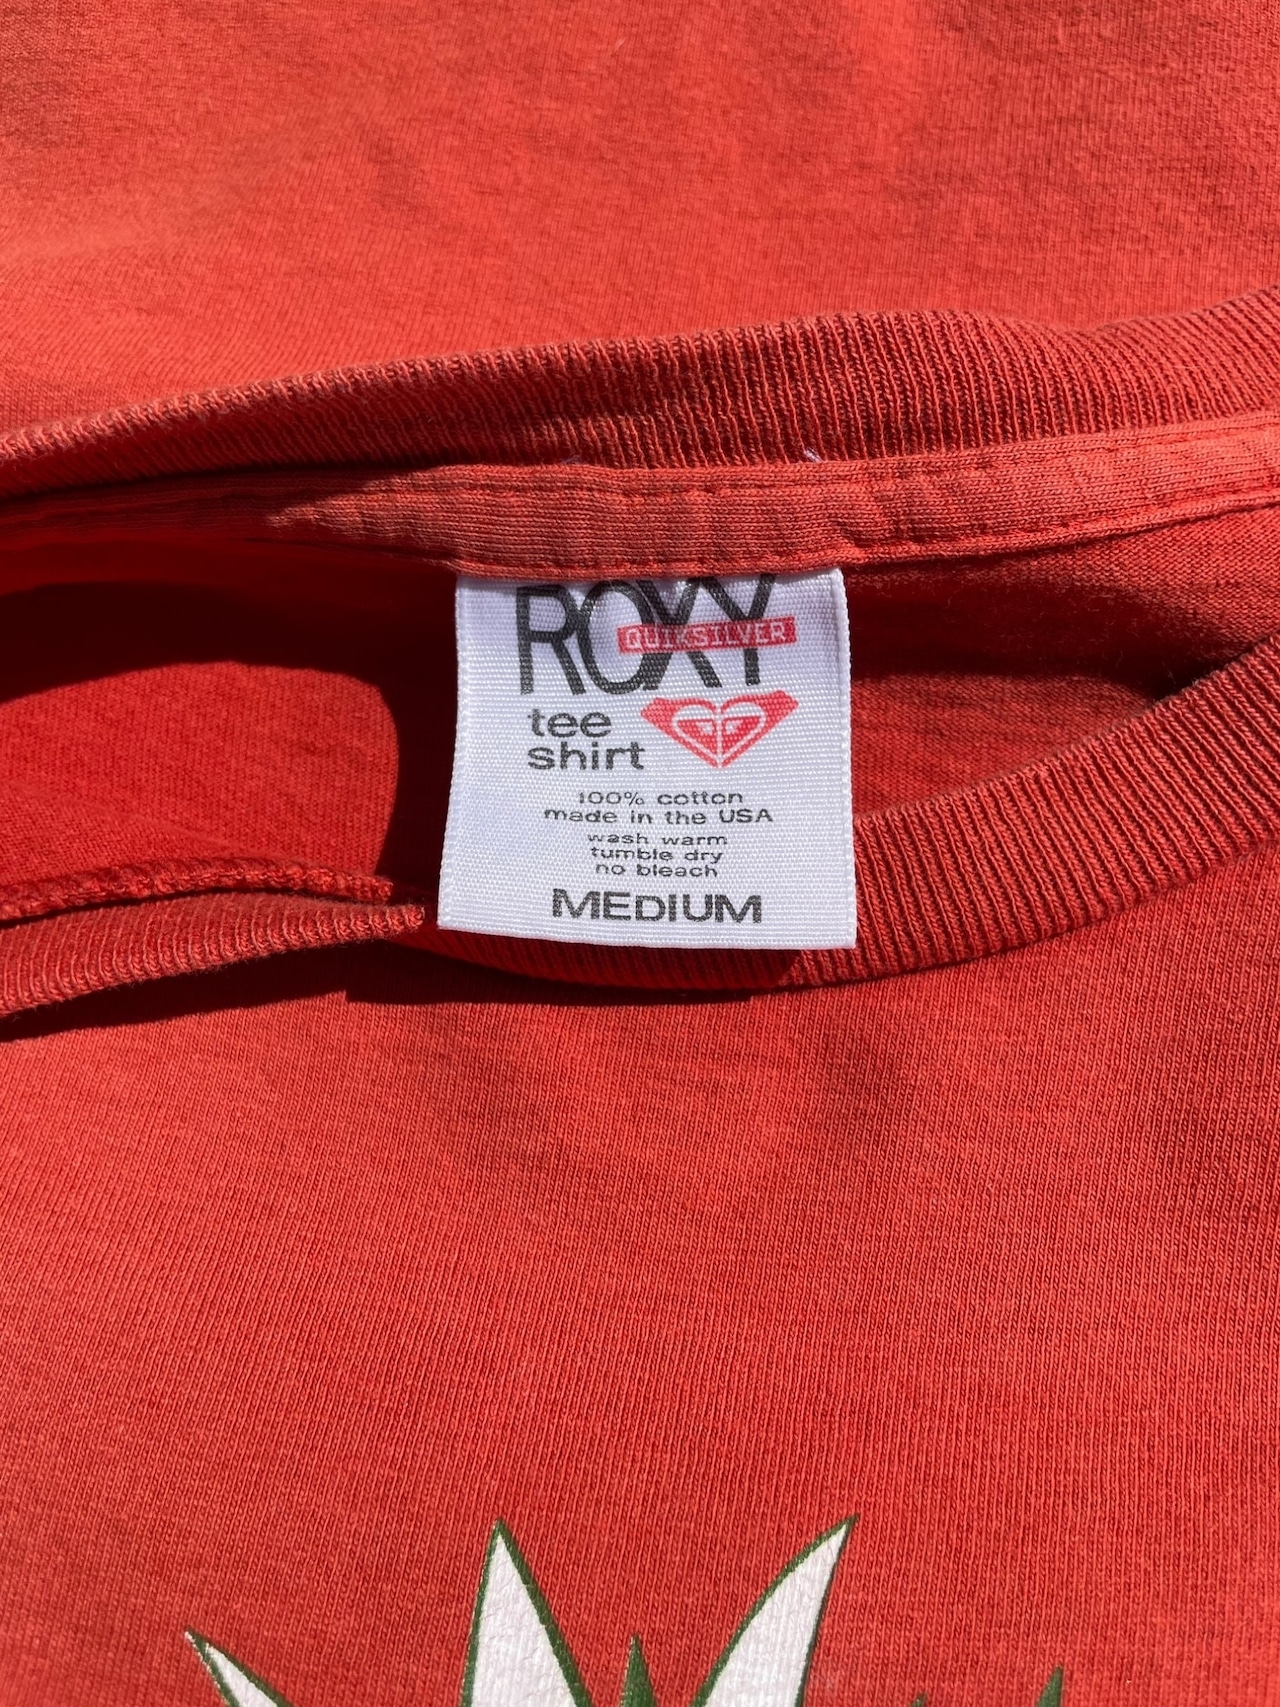 ROXY
QUIKSILVER
tee
shirt
100% cotton
made in the USA
wash warm
tumble dry
no bleach
MEDIUM